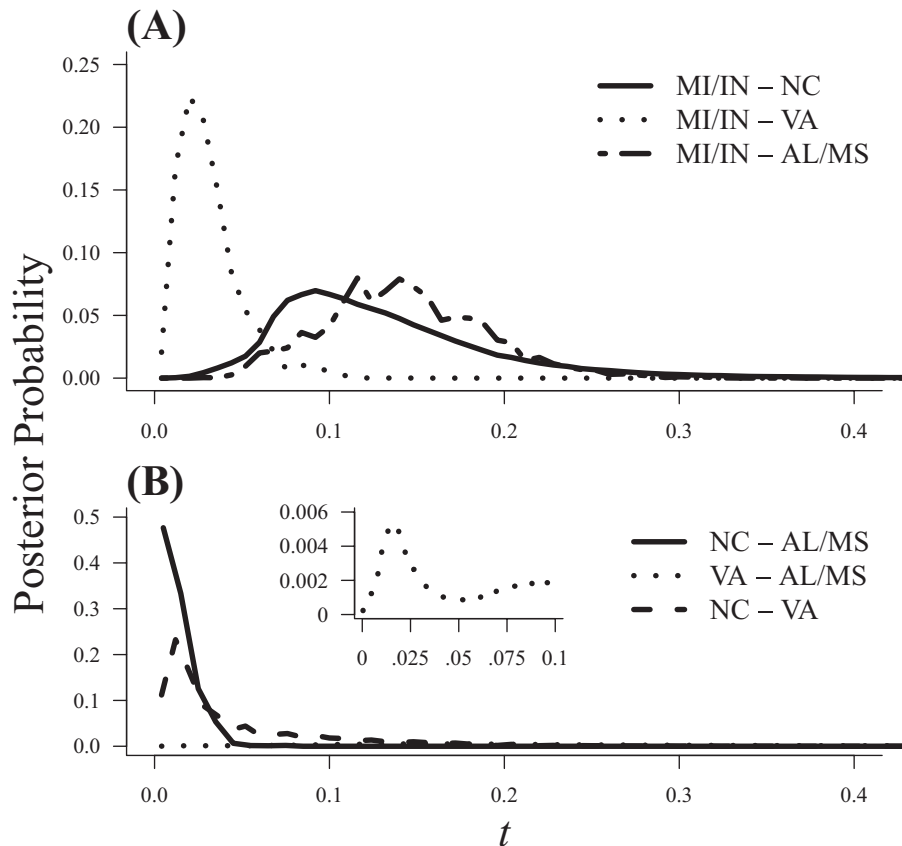 (A)
0.25
0.20
0.15
0.10
0.05
0.00
MI/IN – NC
MI/IN – VA
MI/IN – AL/MS
0.0 0.1 0.2 0.3 0.4
Posterior Probability
(B)
0.5
0.4
0.3
0.2
0.1
0.0
0.006
0.004
0.002
0
0 .025 .05 .075 0.1
NC – AL/MS
VA – AL/MS
NC – VA
0.0 0.1 0.2 0.3 0.4
t